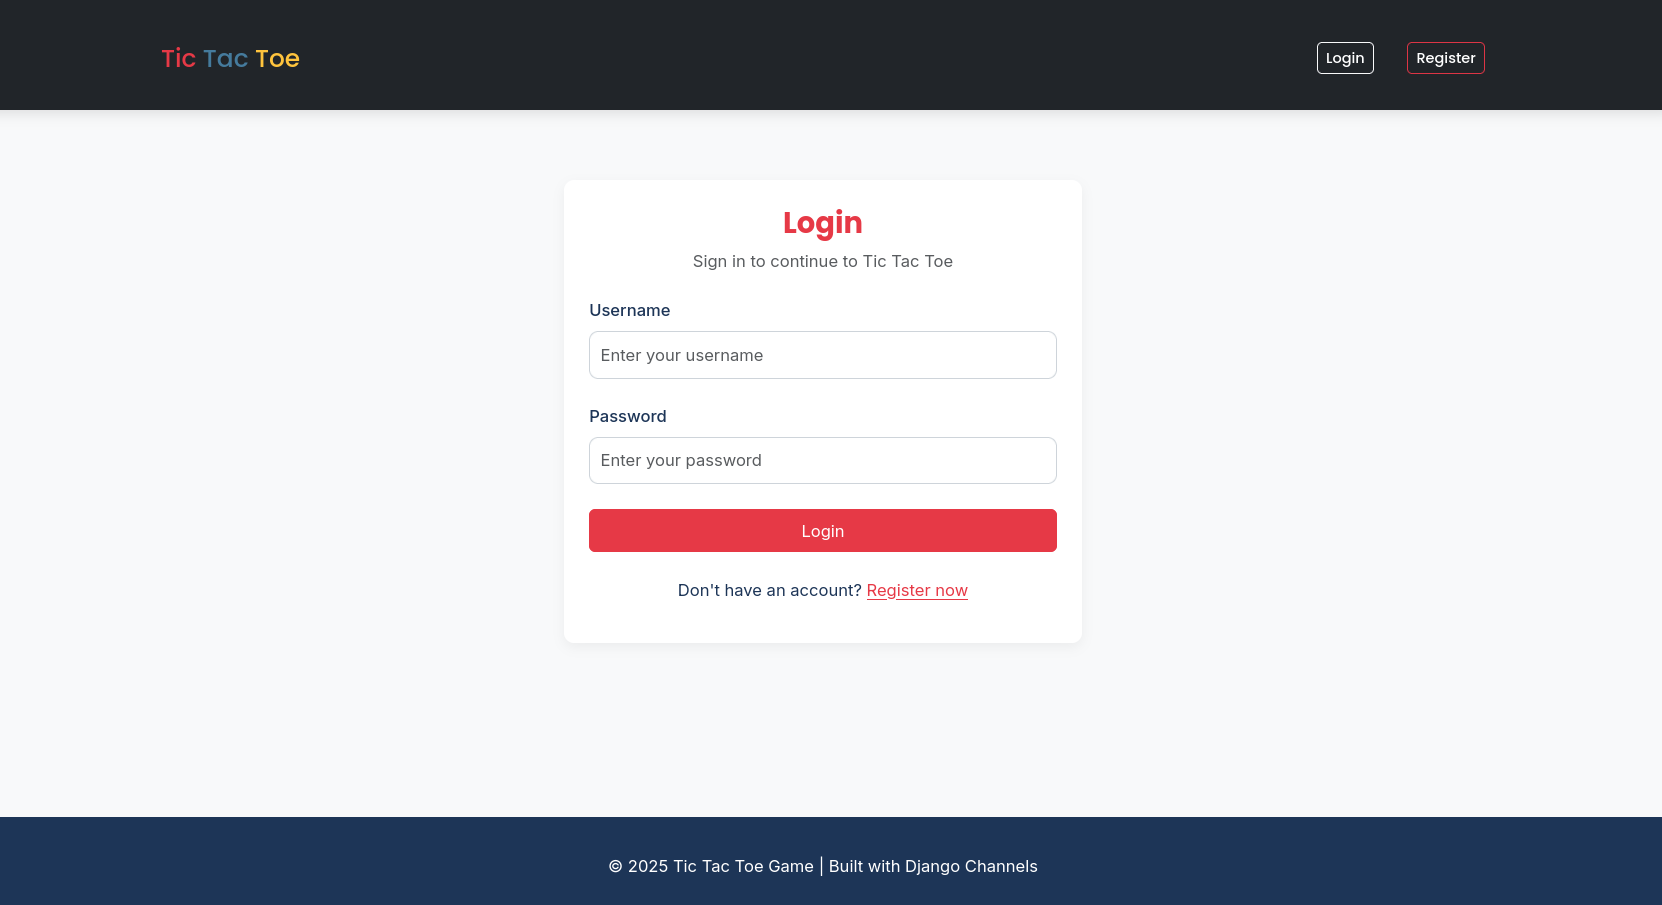 Tic Tac Toe
Login
Register
Login
Sign in to continue to Tic Tac Toe
Username
Enter your username
Password
Enter your password
Login
Don't have an account? Register now
© 2025 Tic Tac Toe Game | Built with Django Channels